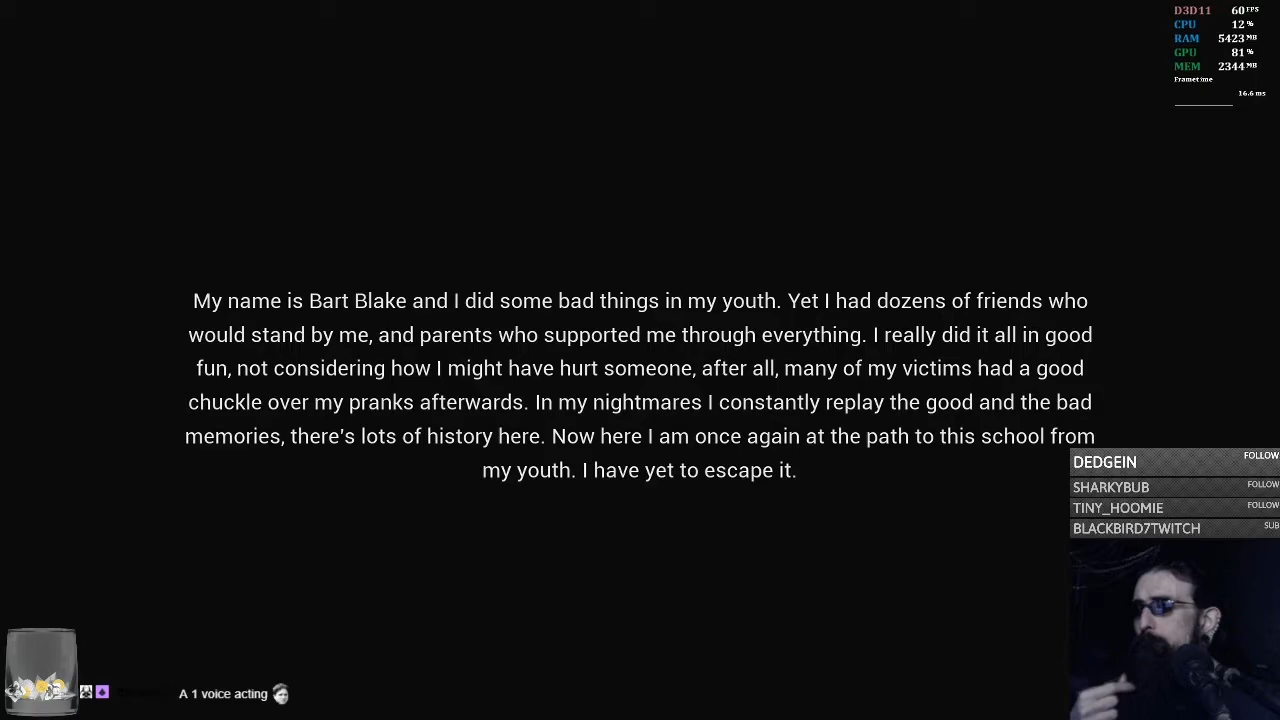 D3D11 60 FPS
CPU 12 %
RAM 5423 MB
GPU 81 %
MEM 2344 MB
Frametime
16.6 ms
My name is Bart Blake and I did some bad things in my youth. Yet I had dozens of friends who
would stand by me, and parents who supported me through everything. I really did it all in good
fun, not considering how I might have hurt someone, after all, many of my victims had a good
chuckle over my pranks afterwards. In my nightmares I constantly replay the good and the bad
memories, there's lots of history here. Now here I am once again at the path to this school from
my youth. I have yet to escape it.
DEDGEIN FOLLOW
SHARKYBUB FOLLOW
TINY_HOOMIE FOLLOW
BLACKBIRD7TWITCH SUB
A 1 voice acting